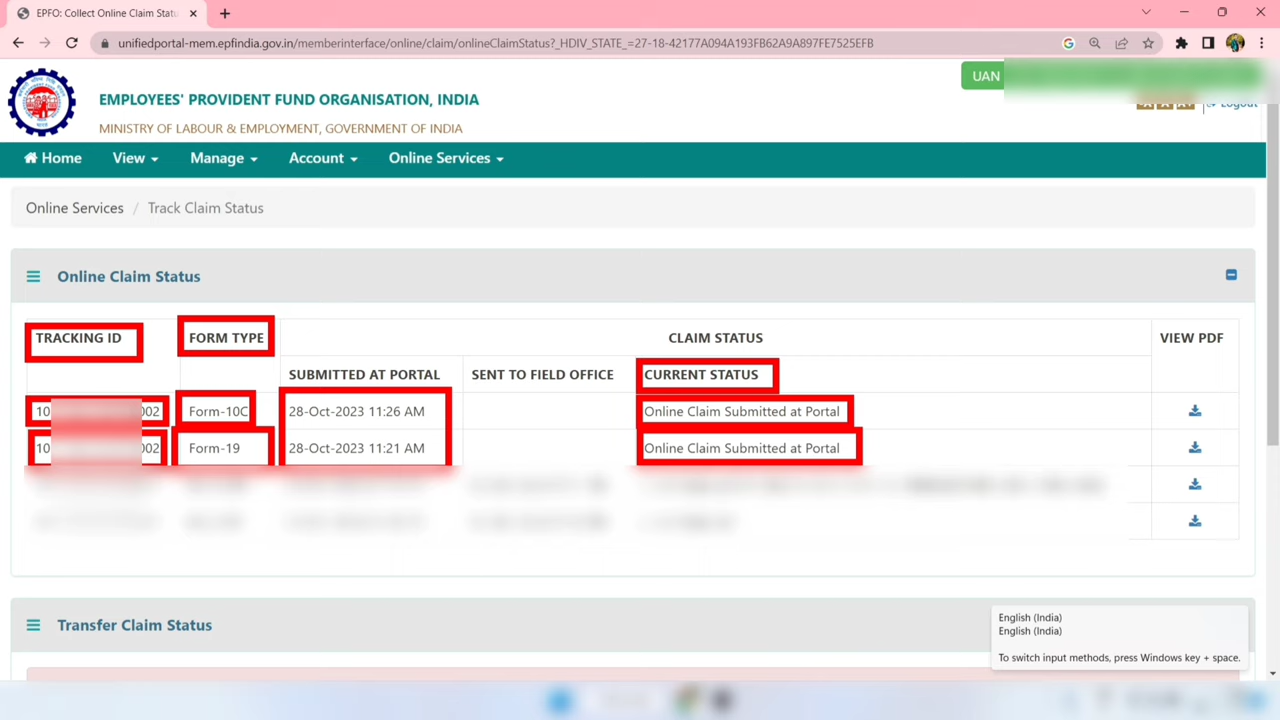 EPFO: Collect Online Claim Statu
unifiedportal-mem.epfindia.gov.in/memberinterface/online/claim/onlineClaimStatus?_HDIV_STATE_=27-18-42177A094A193FB62A9A897FE7525EFB
UAN
EMPLOYEES' PROVIDENT FUND ORGANISATION, INDIA
Logout
MINISTRY OF LABOUR & EMPLOYMENT, GOVERNMENT OF INDIA
Home View Manage Account Online Services
Online Services / Track Claim Status
Online Claim Status
TRACKING ID FORM TYPE CLAIM STATUS VIEW PDF
SUBMITTED AT PORTAL SENT TO FIELD OFFICE CURRENT STATUS
10 002 Form-10C 28-Oct-2023 11:26 AM Online Claim Submitted at Portal
10 002 Form-19 28-Oct-2023 11:21 AM Online Claim Submitted at Portal
Transfer Claim Status
English (India)
English (India)
To switch input methods, press Windows key + space.